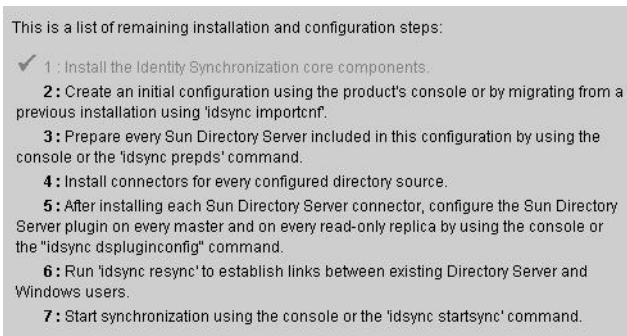 This is a list of remaining installation and configuration steps:
1 : Install the Identity Synchronization core components.
2 : Create an initial configuration using the product's console or by migrating from a
previous installation using 'idsync importcnf'.
3 : Prepare every Sun Directory Server included in this configuration by using the
console or the 'idsync prepds' command.
4 : Install connectors for every configured directory source.
5 : After installing each Sun Directory Server connector, configure the Sun Directory
Server plugin on every master and on every read-only replica by using the console or
the "idsync dspluginconfig" command.
6 : Run 'idsync resync' to establish links between existing Directory Server and
Windows users.
7 : Start synchronization using the console or the 'idsync startsync' command.